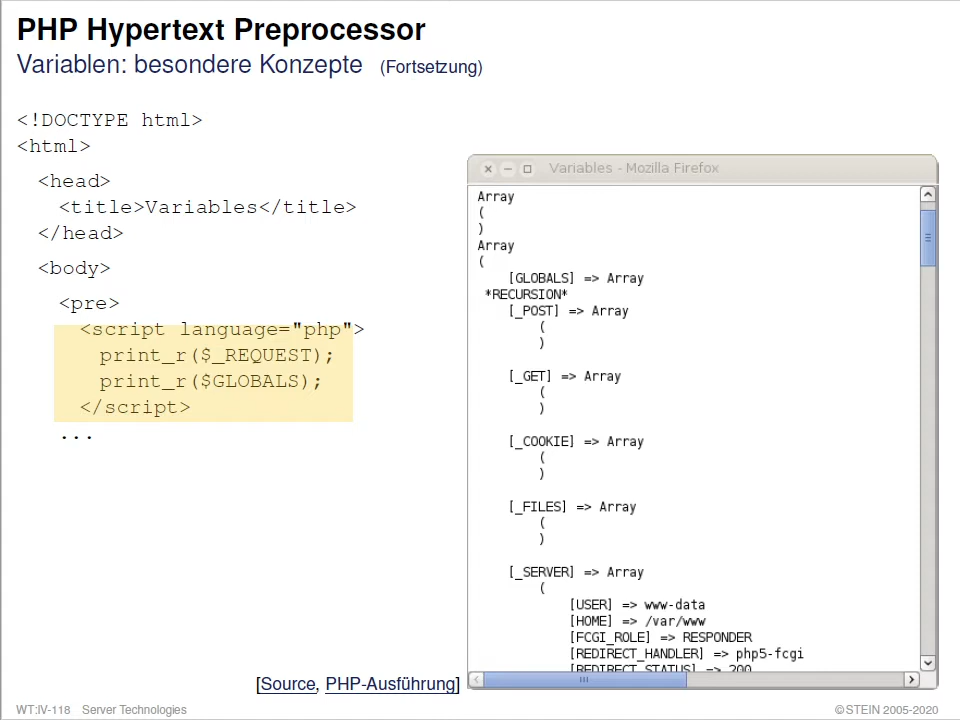 PHP Hypertext Preprocessor
Variablen: besondere Konzepte (Fortsetzung)
<!DOCTYPE html>
<html>
<head>
<title>Variables</title>
</head>
<body>
<pre>
<script language="php">
print_r($_REQUEST);
print_r($GLOBALS);
</script>
...
Variables - Mozilla Firefox
Array
(
)
Array
(
[GLOBALS] => Array
*RECURSION*
[_POST] => Array
(
)
[_GET] => Array
(
)
[_COOKIE] => Array
(
)
[_FILES] => Array
(
)
[_SERVER] => Array
(
[USER] => www-data
[HOME] => /var/www
[FCGI_ROLE] => RESPONDER
[REDIRECT_HANDLER] => php5-fcgi
[REDIRECT_STATUS] => 200
[Source, PHP-Ausführung]
WT:IV-118 Server Technologies
© STEIN 2005-2020